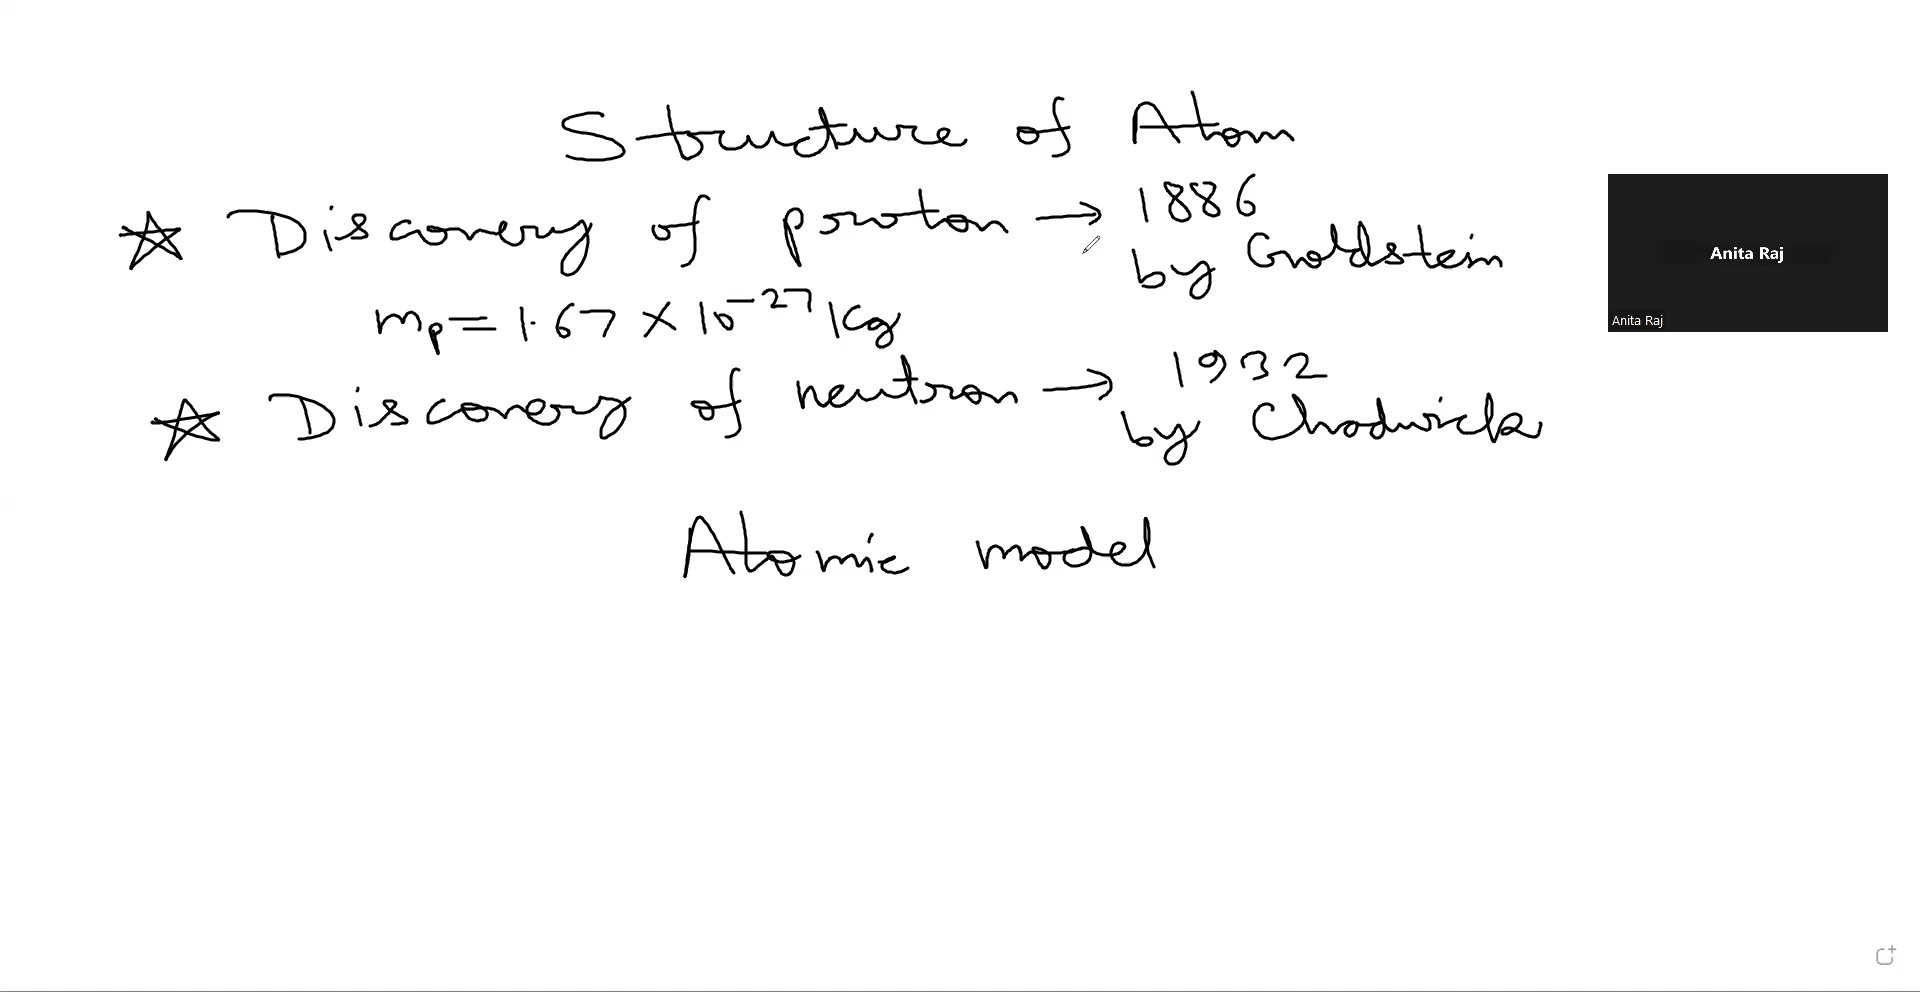 Structure of Atom
☆ Discovery of proton → 1886
by Goldstein
mp = 1.67 × 10⁻²⁷ Kg
☆ Discovery of neutron → 1932
by Chadwick
Atomic model
Anita Raj
Anita Raj